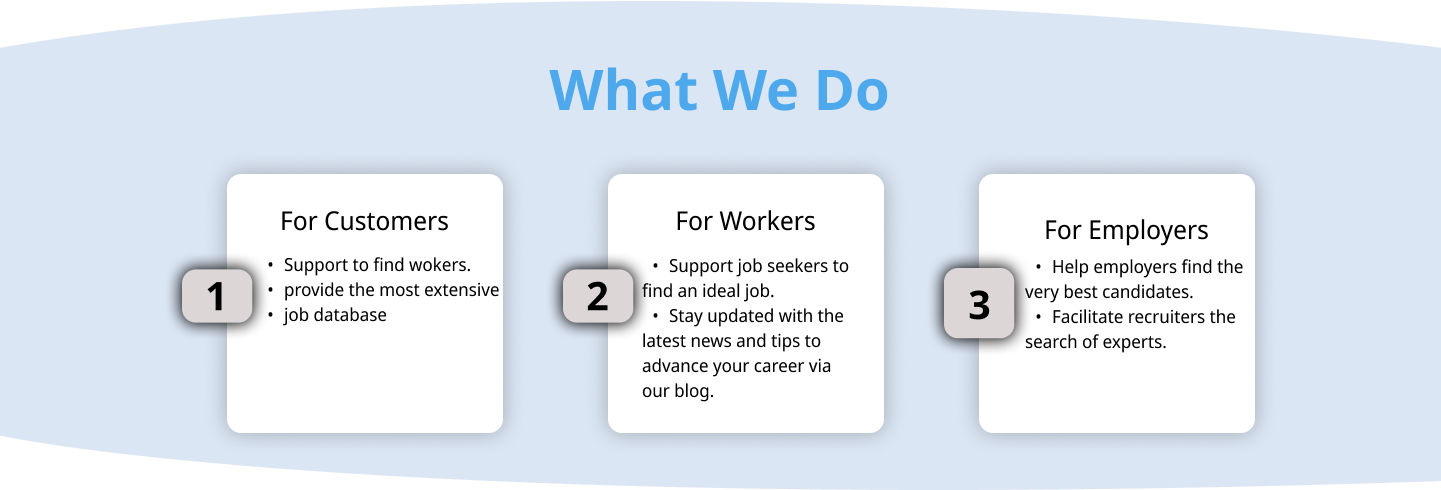 What We Do
For Customers
1
• Support to find wokers.
• provide the most extensive
• job database
For Workers
2
• Support job seekers to
find an ideal job.
• Stay updated with the
latest news and tips to
advance your career via
our blog.
For Employers
3
• Help employers find the
very best candidates.
• Facilitate recruiters the
search of experts.